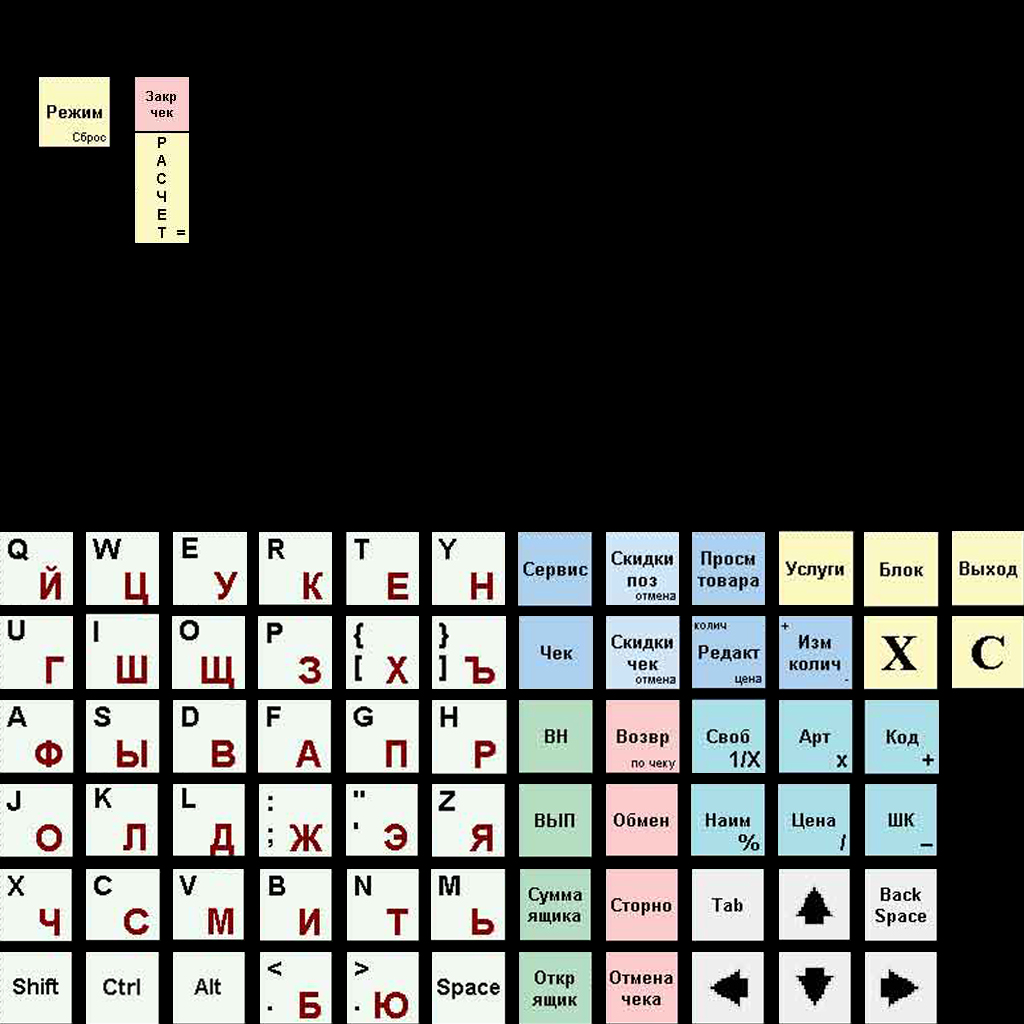 Режим
Сброс
Закр
чек
Р
А
С
Ч
Е
Т =
Q Й
W Ц
E У
R К
T Е
Y Н
Сервис
Скидки
поз
отмена
Просм
товара
Услуги
Блок
Выход
U Г
I Ш
O Щ
P З
{
[ Х
}
] Ъ
Чек
Скидки
чек
отмена
колич
Редакт
цена
+
Изм
колич
-
X
C
A Ф
S Ы
D В
F А
G П
H Р
ВН
Возвр
по чеку
Своб
1/X
Арт
x
Код
+
J О
K Л
L Д
:
; Ж
"
' Э
Z Я
ВЫП
Обмен
Наим
%
Цена
/
ШК
–
X Ч
C С
V М
B И
N Т
M Ь
Сумма
ящика
Сторно
Tab
Back
Space
Shift
Ctrl
Alt
<
. Б
>
. Ю
Space
Откр
ящик
Отмена
чека